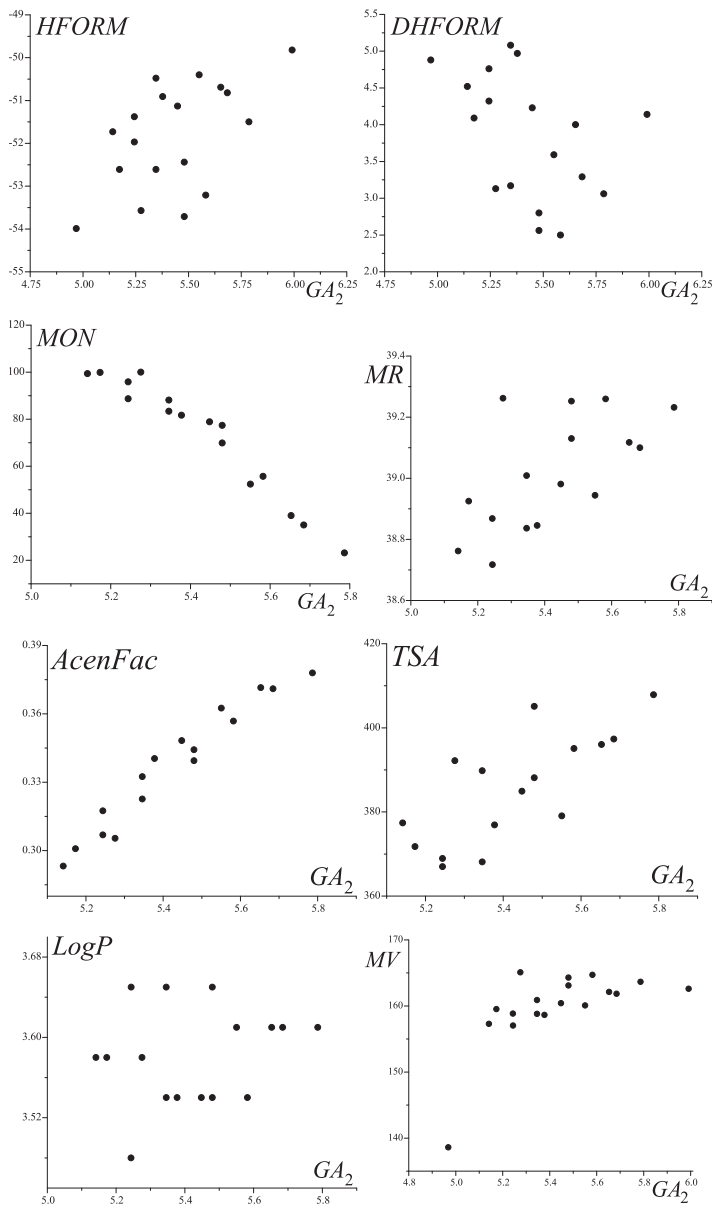 HFORM
-49
-50
-51
-52
-53
-54
-55
4.75 5.00 5.25 5.50 5.75 6.00 6.25
GA2
DHFORM
5.5
5.0
4.5
4.0
3.5
3.0
2.5
2.0
4.75 5.00 5.25 5.50 5.75 6.00 6.25
GA2
MON
120
100
80
60
40
20
5.0 5.2 5.4 5.6 5.8
GA2
MR
39.4
39.2
39.0
38.8
38.6
5.0 5.2 5.4 5.6 5.8
GA2
AcenFac
0.39
0.36
0.33
0.30
5.2 5.4 5.6 5.8
GA2
TSA
420
400
380
360
5.2 5.4 5.6 5.8
GA2
LogP
3.68
3.60
3.52
5.0 5.2 5.4 5.6 5.8
GA2
MV
170
160
150
140
4.8 5.0 5.2 5.4 5.6 5.8 6.0
GA2